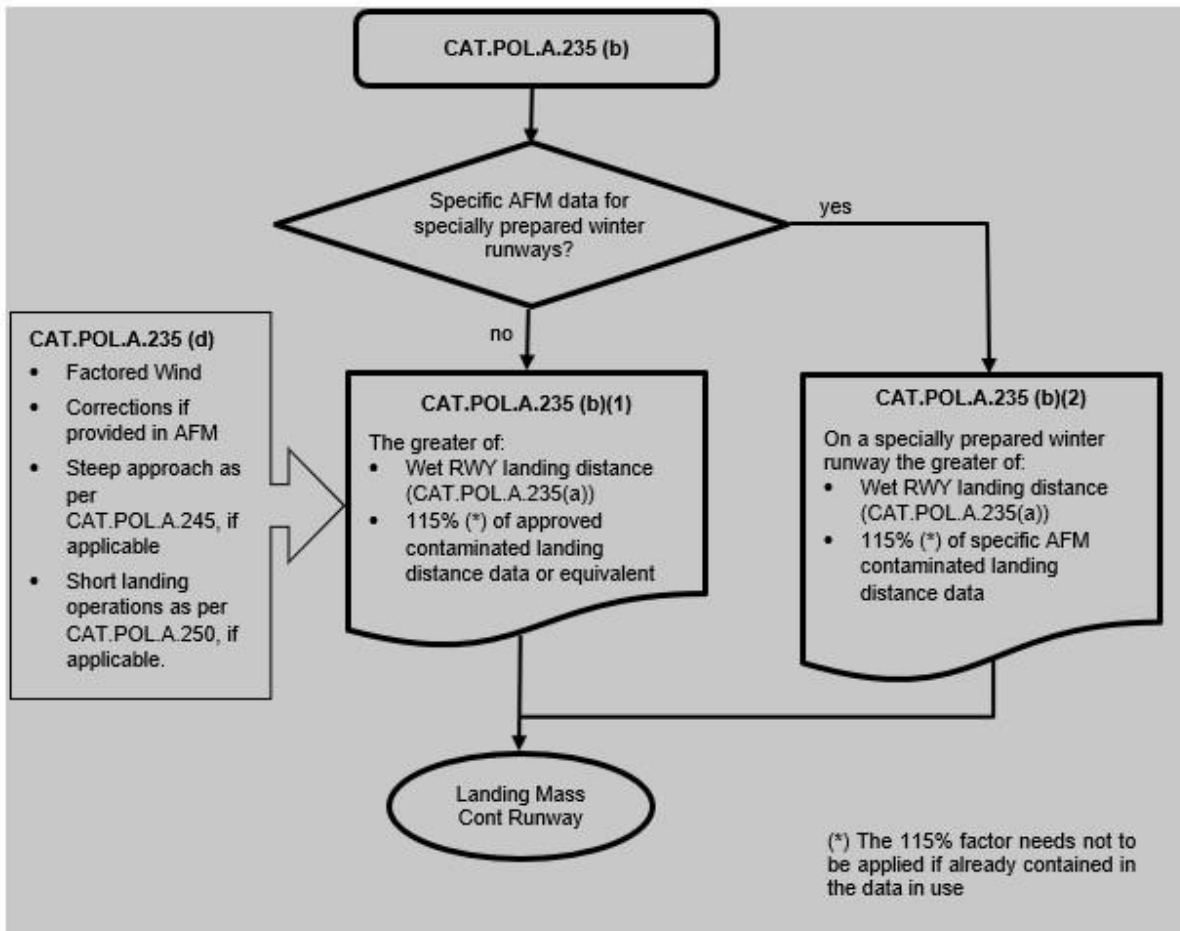 CAT.POL.A.235 (b)
Specific AFM data for
specially prepared winter
runways?
yes
no
CAT.POL.A.235 (d)
• Factored Wind
• Corrections if
provided in AFM
• Steep approach as
per
CAT.POL.A.245, if
applicable
• Short landing
operations as per
CAT.POL.A.250, if
applicable.
CAT.POL.A.235 (b)(1)
The greater of:
• Wet RWY landing distance
(CAT.POL.A.235(a))
• 115% (*) of approved
contaminated landing
distance data or equivalent
CAT.POL.A.235 (b)(2)
On a specially prepared winter
runway the greater of:
• Wet RWY landing distance
(CAT.POL.A.235(a))
• 115% (*) of specific AFM
contaminated landing
distance data
Landing Mass
Cont Runway
(*) The 115% factor needs not to
be applied if already contained in
the data in use